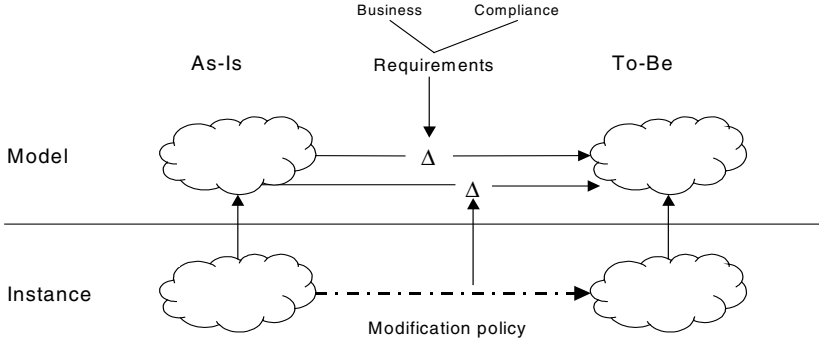 Business Compliance
As-Is Requirements To-Be
Model Δ
Δ
Instance
Modification policy